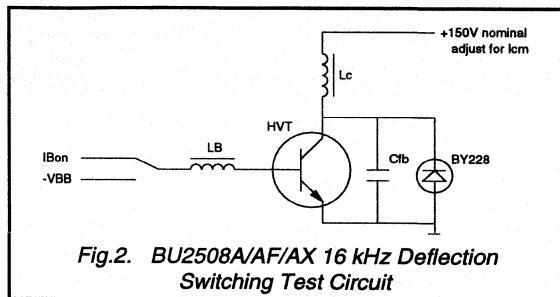 +150V nominal
adjust for Icm
Lc
HVT
LB
IBon
-VBB
Cfb
BY228
Fig.2. BU2508A/AF/AX 16 kHz Deflection
Switching Test Circuit